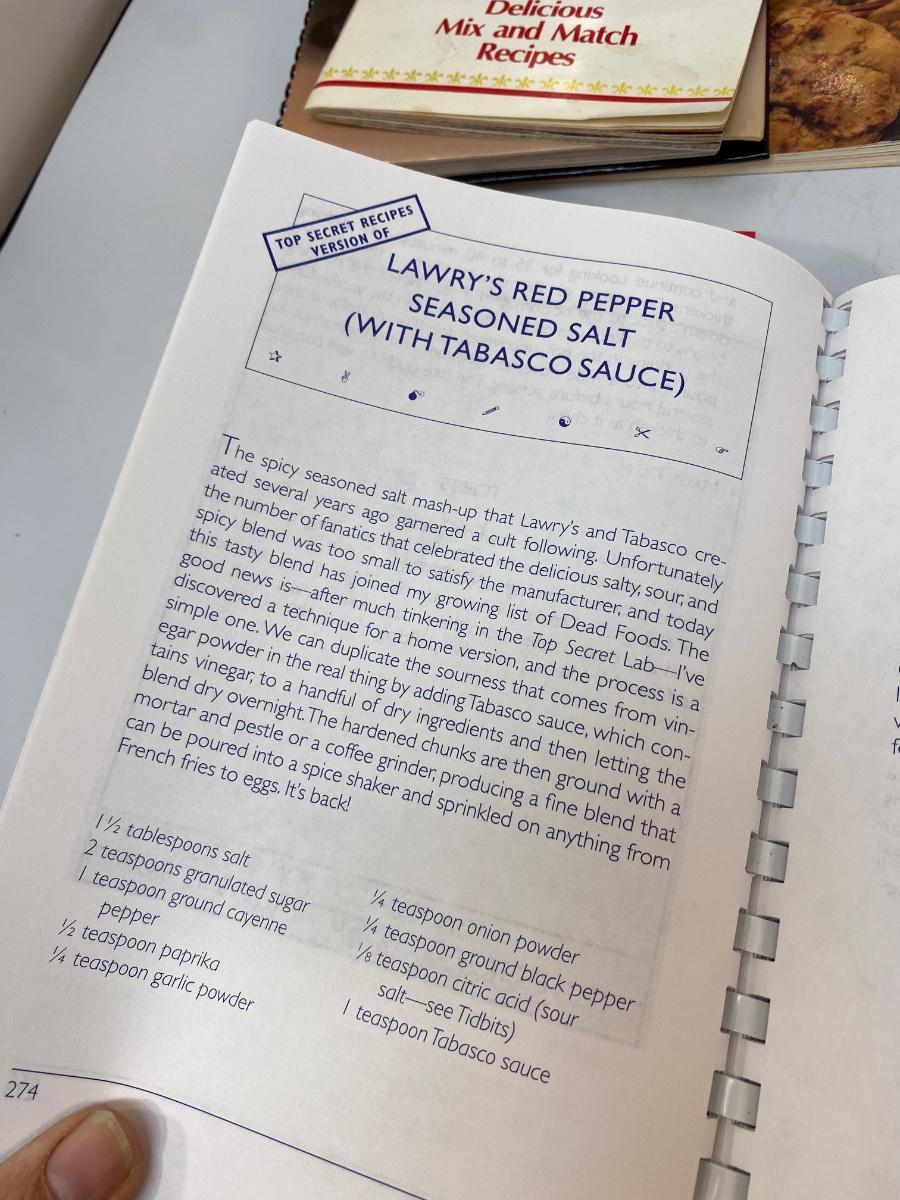 Delicious
Mix and Match
Recipes
TOP SECRET RECIPES
VERSION OF
LAWRY'S RED PEPPER
SEASONED SALT
(WITH TABASCO SAUCE)
The spicy seasoned salt mash-up that Lawry's and Tabasco cre-
ated several years ago garnered a cult following. Unfortunately
the number of fanatics that celebrated the delicious salty, sour, and
spicy blend was too small to satisfy the manufacturer, and today
this tasty blend has joined my growing list of Dead Foods. The
good news is—after much tinkering in the Top Secret Lab—I've
discovered a technique for a home version, and the process is a
simple one. We can duplicate the sourness that comes from vin-
egar powder in the real thing by adding Tabasco sauce, which con-
tains vinegar, to a handful of dry ingredients and then letting the
blend dry overnight. The hardened chunks are then ground with a
mortar and pestle or a coffee grinder, producing a fine blend that
can be poured into a spice shaker and sprinkled on anything from
French fries to eggs. It's back!
1 ½ tablespoons salt
2 teaspoons granulated sugar
1 teaspoon ground cayenne
pepper
½ teaspoon paprika
¼ teaspoon garlic powder
¼ teaspoon onion powder
¼ teaspoon ground black pepper
⅛ teaspoon citric acid (sour
salt—see Tidbits)
1 teaspoon Tabasco sauce
274